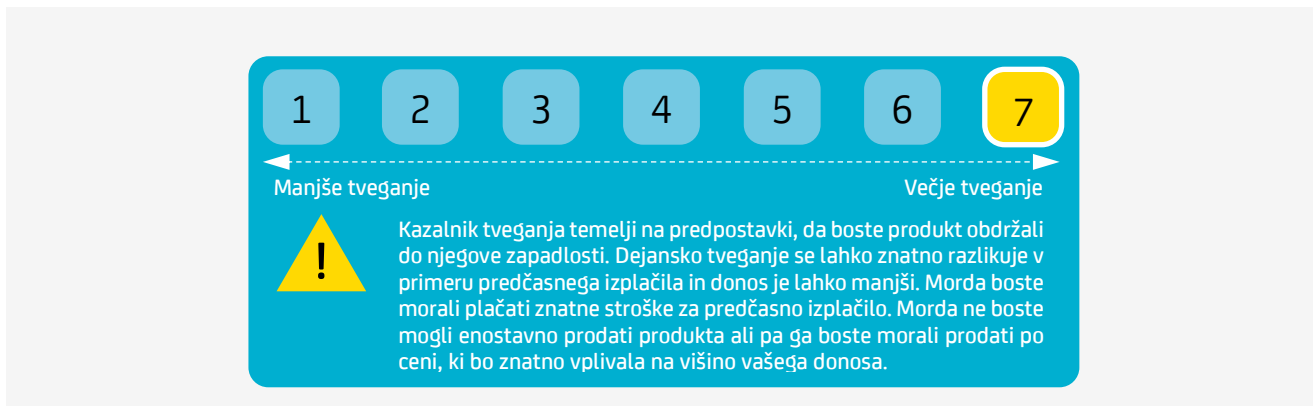 1 2 3 4 5 6 7
Manjše tveganje Večje tveganje
! Kazalnik tveganja temelji na predpostavki, da boste produkt obdržali
do njegove zapadlosti. Dejansko tveganje se lahko znatno razlikuje v
primeru predčasnega izplačila in donos je lahko manjši. Morda boste
morali plačati znatne stroške za predčasno izplačilo. Morda ne boste
mogli enostavno prodati produkta ali pa ga boste morali prodati po
ceni, ki bo znatno vplivala na višino vašega donosa.